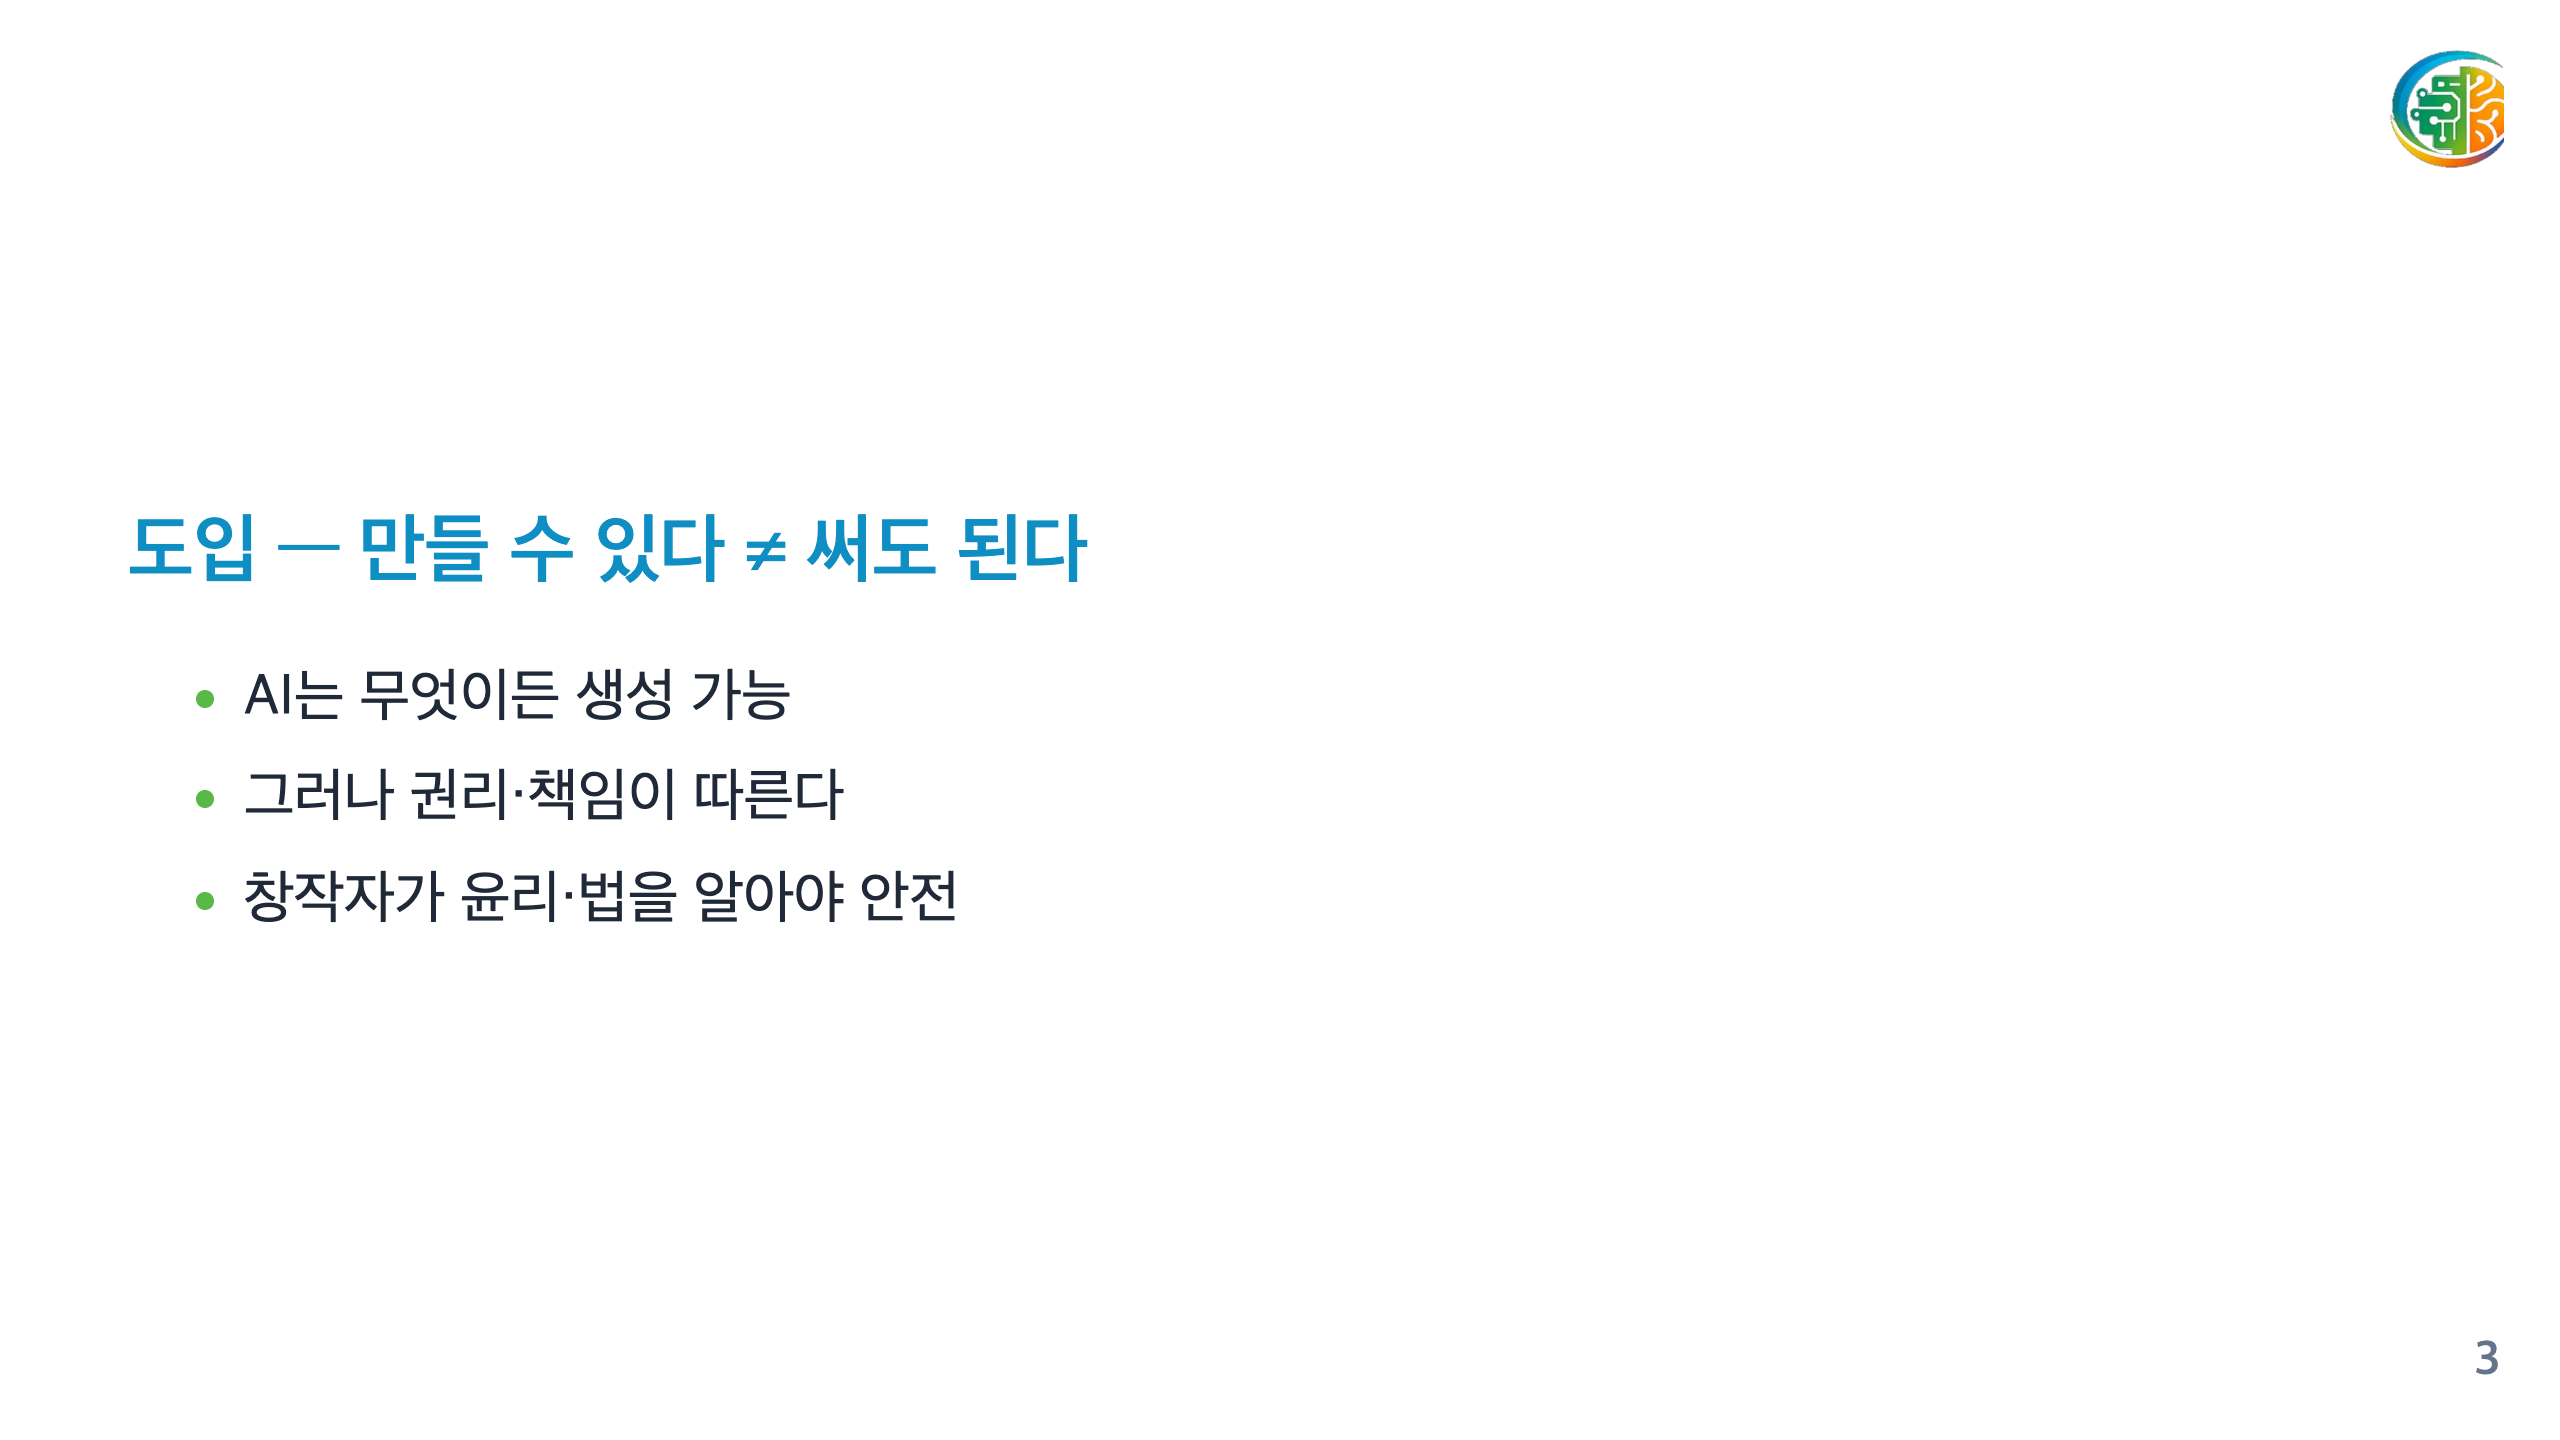 도입 — 만들 수 있다 ≠ 써도 된다
• AI는 무엇이든 생성 가능
• 그러나 권리·책임이 따른다
• 창작자가 윤리·법을 알아야 안전
3